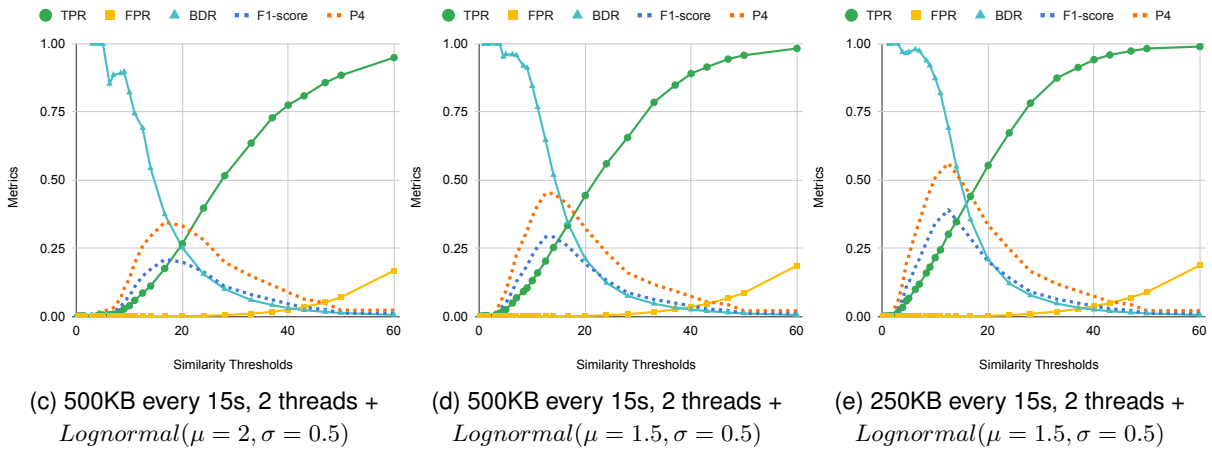 TPR FPR BDR F1-score P4
1.00
0.75
0.50
0.25
0.00
Metrics
0 20 40 60
Similarity Thresholds
(c) 500KB every 15s, 2 threads +
Lognormal(μ = 2, σ = 0.5)
TPR FPR BDR F1-score P4
1.00
0.75
0.50
0.25
0.00
Metrics
0 20 40 60
Similarity Thresholds
(d) 500KB every 15s, 2 threads +
Lognormal(μ = 1.5, σ = 0.5)
TPR FPR BDR F1-score P4
1.00
0.75
0.50
0.25
0.00
Metrics
0 20 40 60
Similarity Thresholds
(e) 250KB every 15s, 2 threads +
Lognormal(μ = 1.5, σ = 0.5)